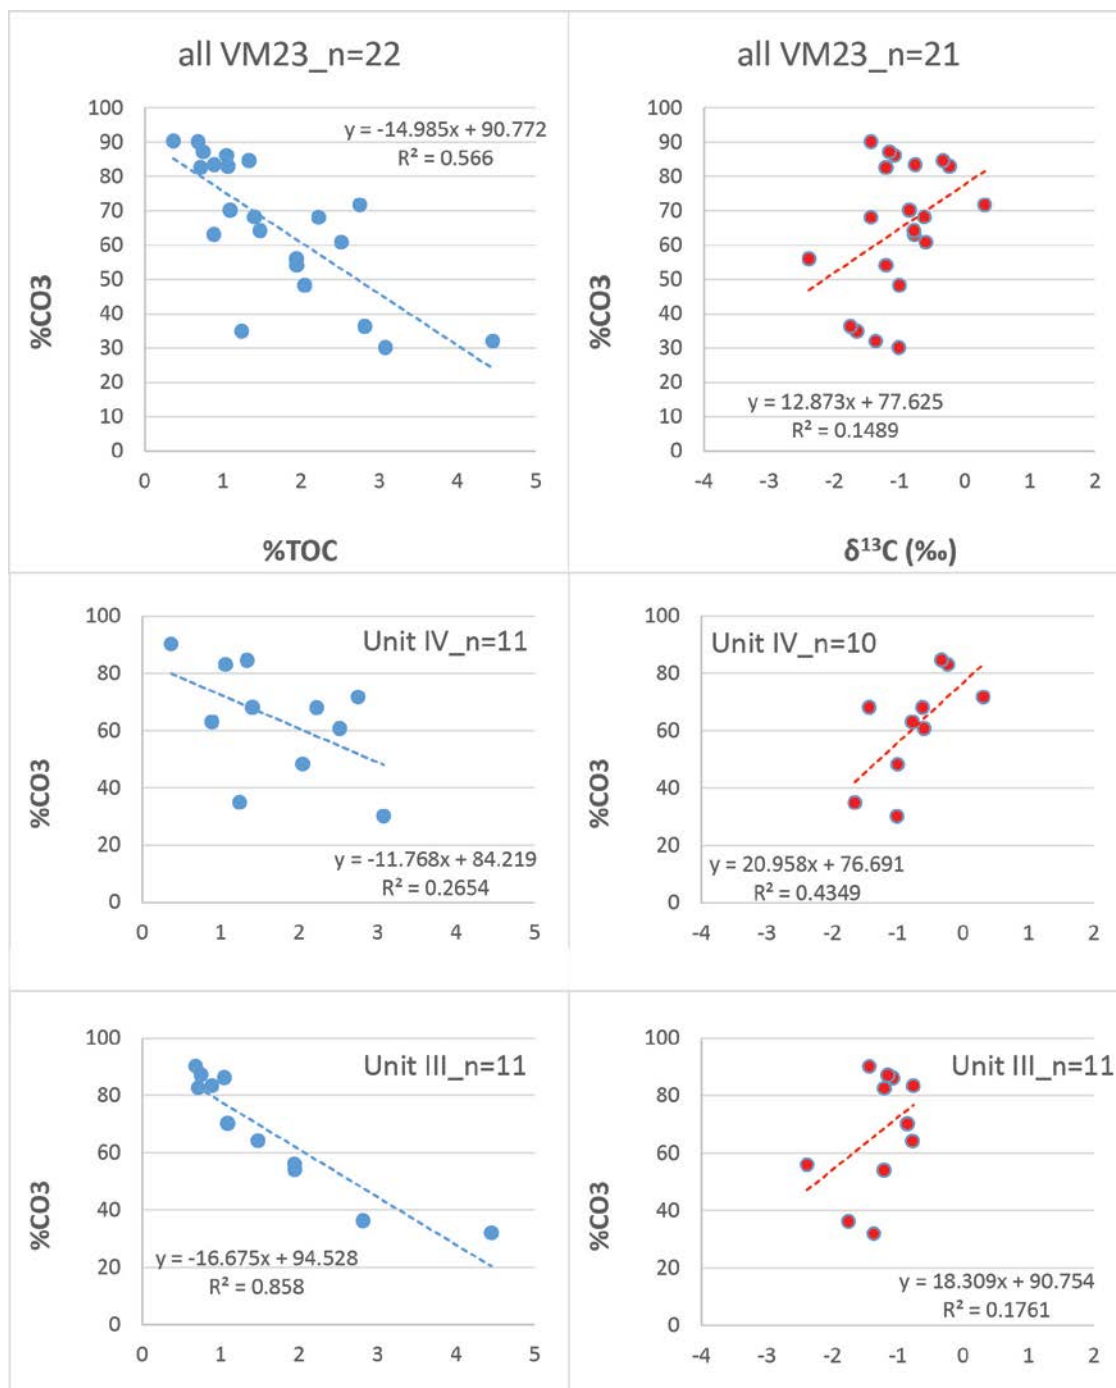 all VM23_n=22
100
90
80
70
60
50
40
30
20
10
0
y = -14.985x + 90.772
R² = 0.566
%CO3
0 1 2 3 4 5
%TOC
all VM23_n=21
100
90
80
70
60
50
40
30
20
10
0
%CO3
y = 12.873x + 77.625
R² = 0.1489
-4 -3 -2 -1 0 1 2
δ¹³C (‰)
100
80
60
40
20
0
Unit IV_n=11
%CO3
y = -11.768x + 84.219
R² = 0.2654
0 1 2 3 4 5
100
80
60
40
20
0
Unit IV_n=10
%CO3
y = 20.958x + 76.691
R² = 0.4349
-4 -3 -2 -1 0 1 2
100
80
60
40
20
0
Unit III_n=11
%CO3
y = -16.675x + 94.528
R² = 0.858
0 1 2 3 4 5
100
80
60
40
20
0
Unit III_n=11
%CO3
y = 18.309x + 90.754
R² = 0.1761
-4 -3 -2 -1 0 1 2